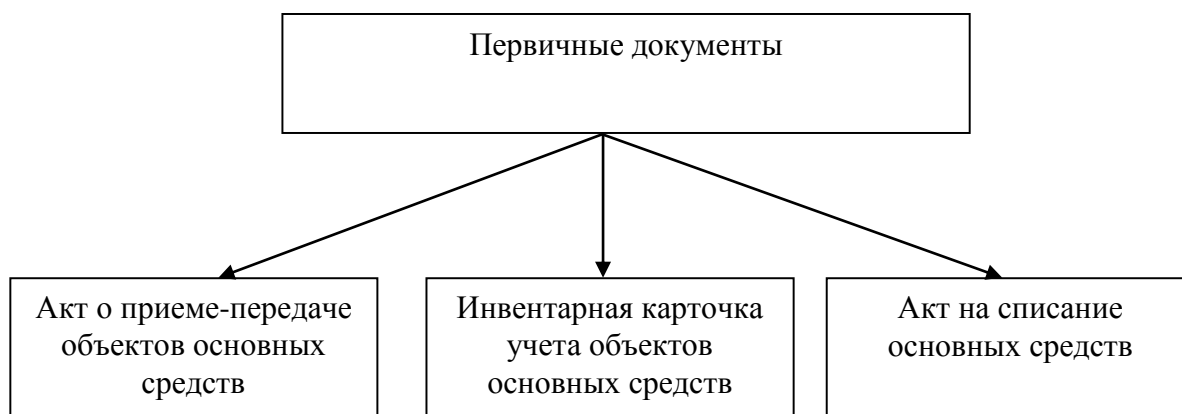 Первичные документы
Акт о приеме-передаче
объектов основных
средств
Инвентарная карточка
учета объектов
основных средств
Акт на списание
основных средств